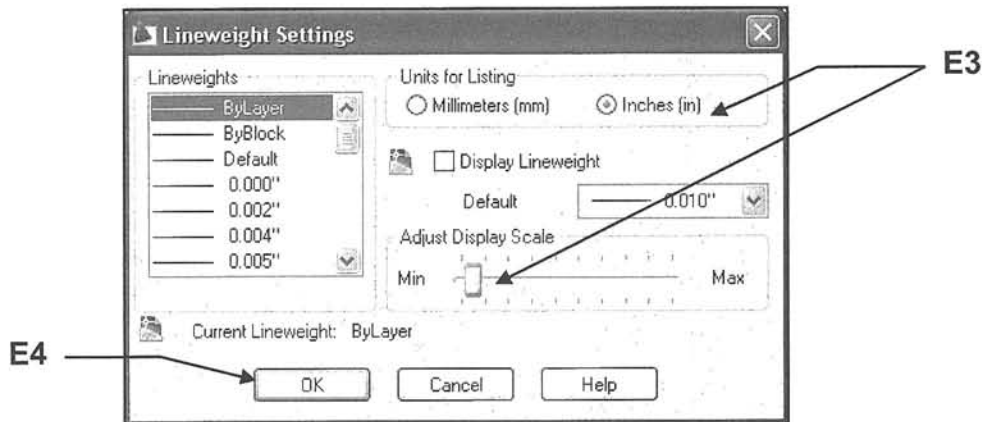 Lineweight Settings
E3
Lineweights
ByLayer
ByBlock
Default
0.000"
0.002"
0.004"
0.005"
Units for Listing
Millimeters (mm)
Inches (in)
Display Lineweight
Default
0.010"
Adjust Display Scale
Min
Max
Current Lineweight: ByLayer
E4
OK
Cancel
Help